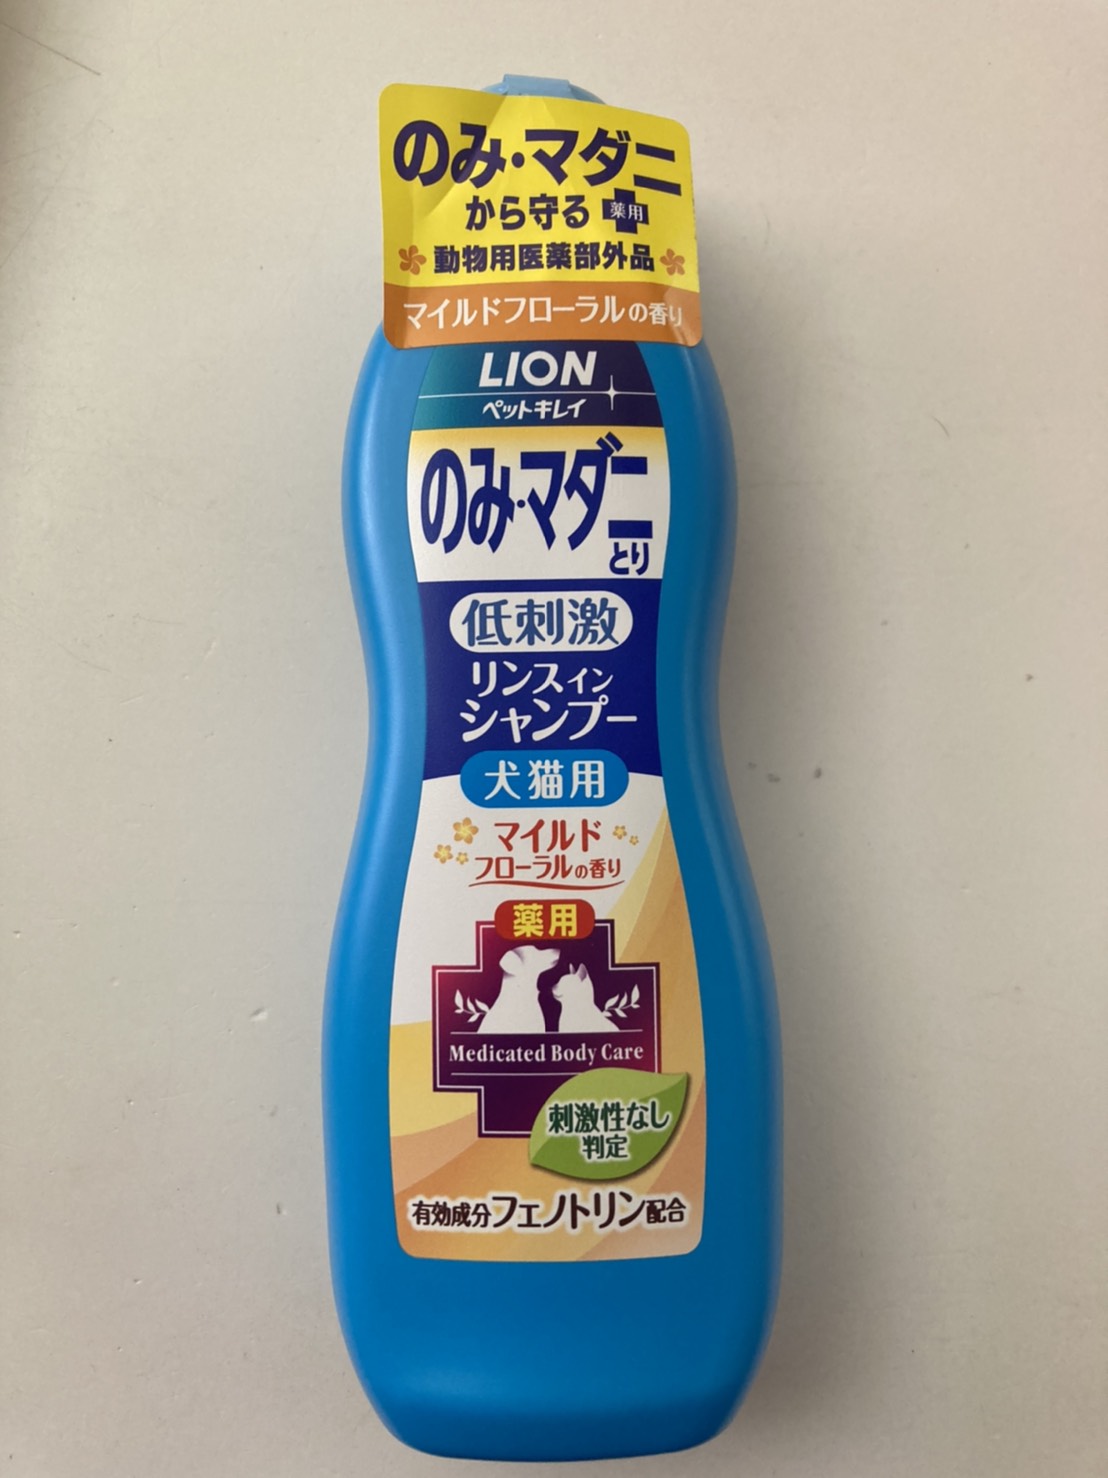 のみ・マダニ
から守る 薬用
動物用医薬部外品
マイルドフローラルの香り
LION
ペットキレイ
のみ・マダニ
とり
低刺激
リンスイン
シャンプー
犬猫用
マイルド
フローラルの香り
薬用
Medicated Body Care
刺激性なし
判定
有効成分フェノトリン配合